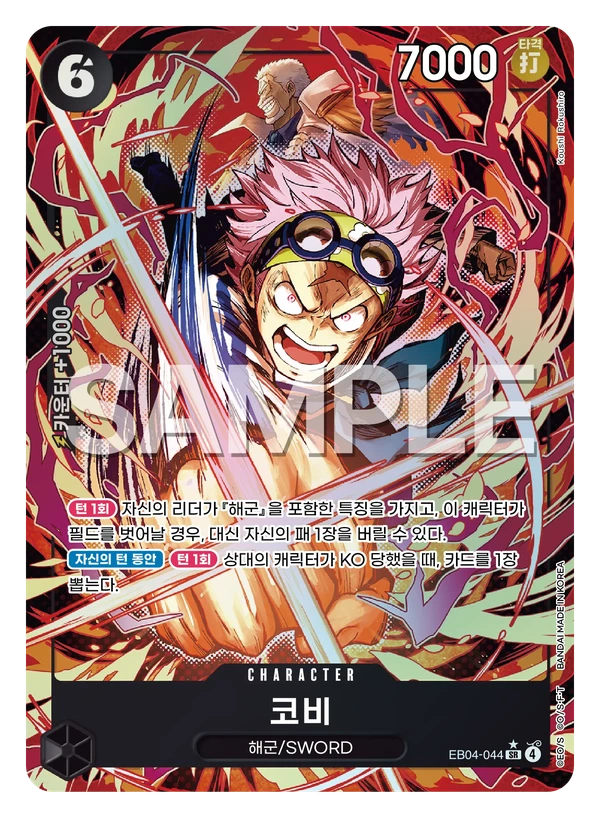 6
7000
타격
打
Koushi Rokushiro
카운터 +1000
SAMPLE
턴 1회 자신의 리더가 『해군』을 포함한 특징을 가지고, 이 캐릭터가
필드를 벗어날 경우, 대신 자신의 패 1장을 버릴 수 있다.
자신의 턴 동안 턴 1회 상대의 캐릭터가 KO 당했을 때, 카드를 1장
뽑는다.
CHARACTER
코비
해군/SWORD
EB04-044 ★ SR 4
©EO/S ©O/S·F·T BANDAI MADE IN KOREA